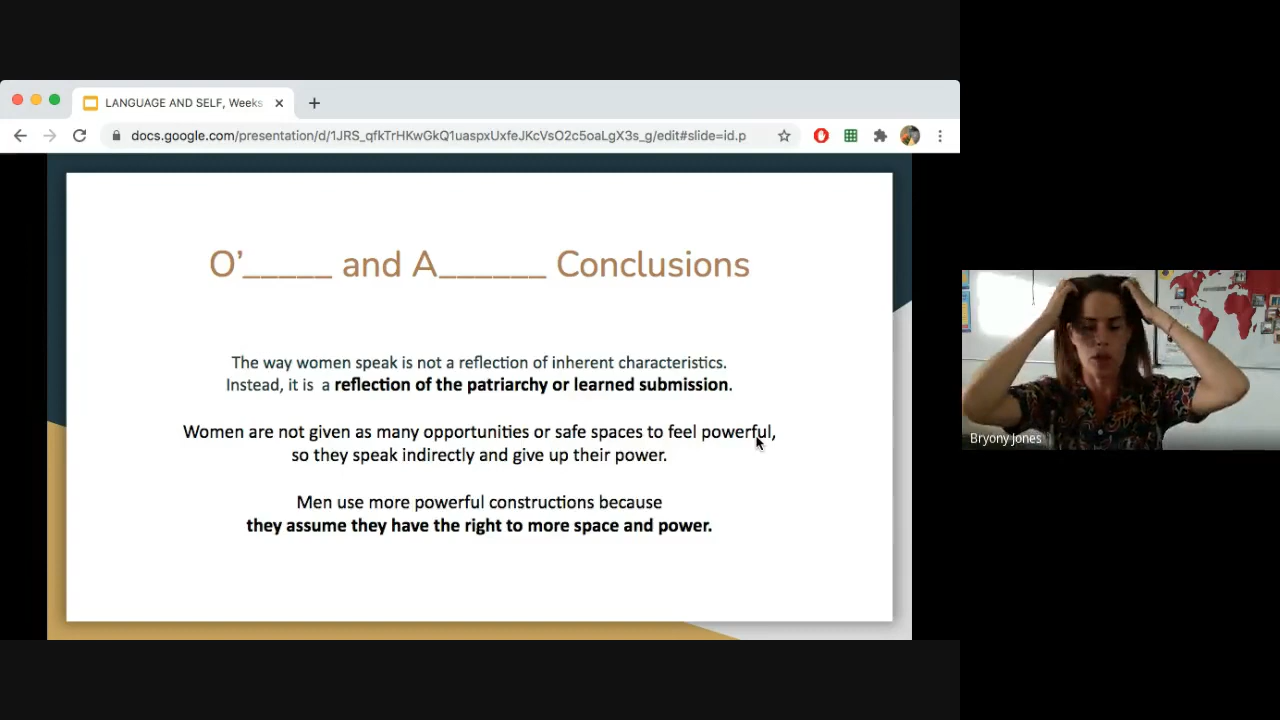 LANGUAGE AND SELF, Weeks
docs.google.com/presentation/d/1JRS_qfkTrHKwGkQ1uaspxUxfeJKcVsO2c5oaLgX3s_g/edit#slide=id.p
O’_____ and A______ Conclusions
The way women speak is not a reflection of inherent characteristics.
Instead, it is a reflection of the patriarchy or learned submission.
Women are not given as many opportunities or safe spaces to feel powerful,
so they speak indirectly and give up their power.
Men use more powerful constructions because
they assume they have the right to more space and power.
Bryony Jones